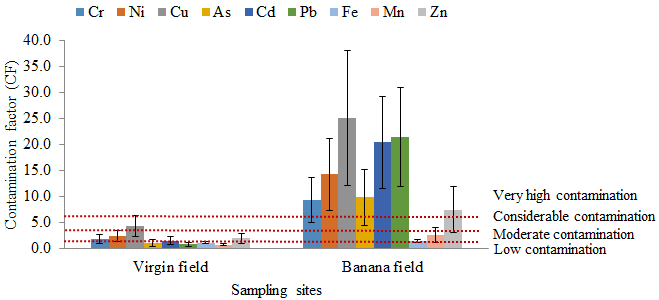 Cr Ni Cu As Cd Pb Fe Mn Zn
40.0
35.0
30.0
25.0
20.0
15.0
10.0
5.0
0.0
Contamination factor (CF)
Very high contamination
Considerable contamination
Moderate contamination
Low contamination
Virgin field Banana field
Sampling sites